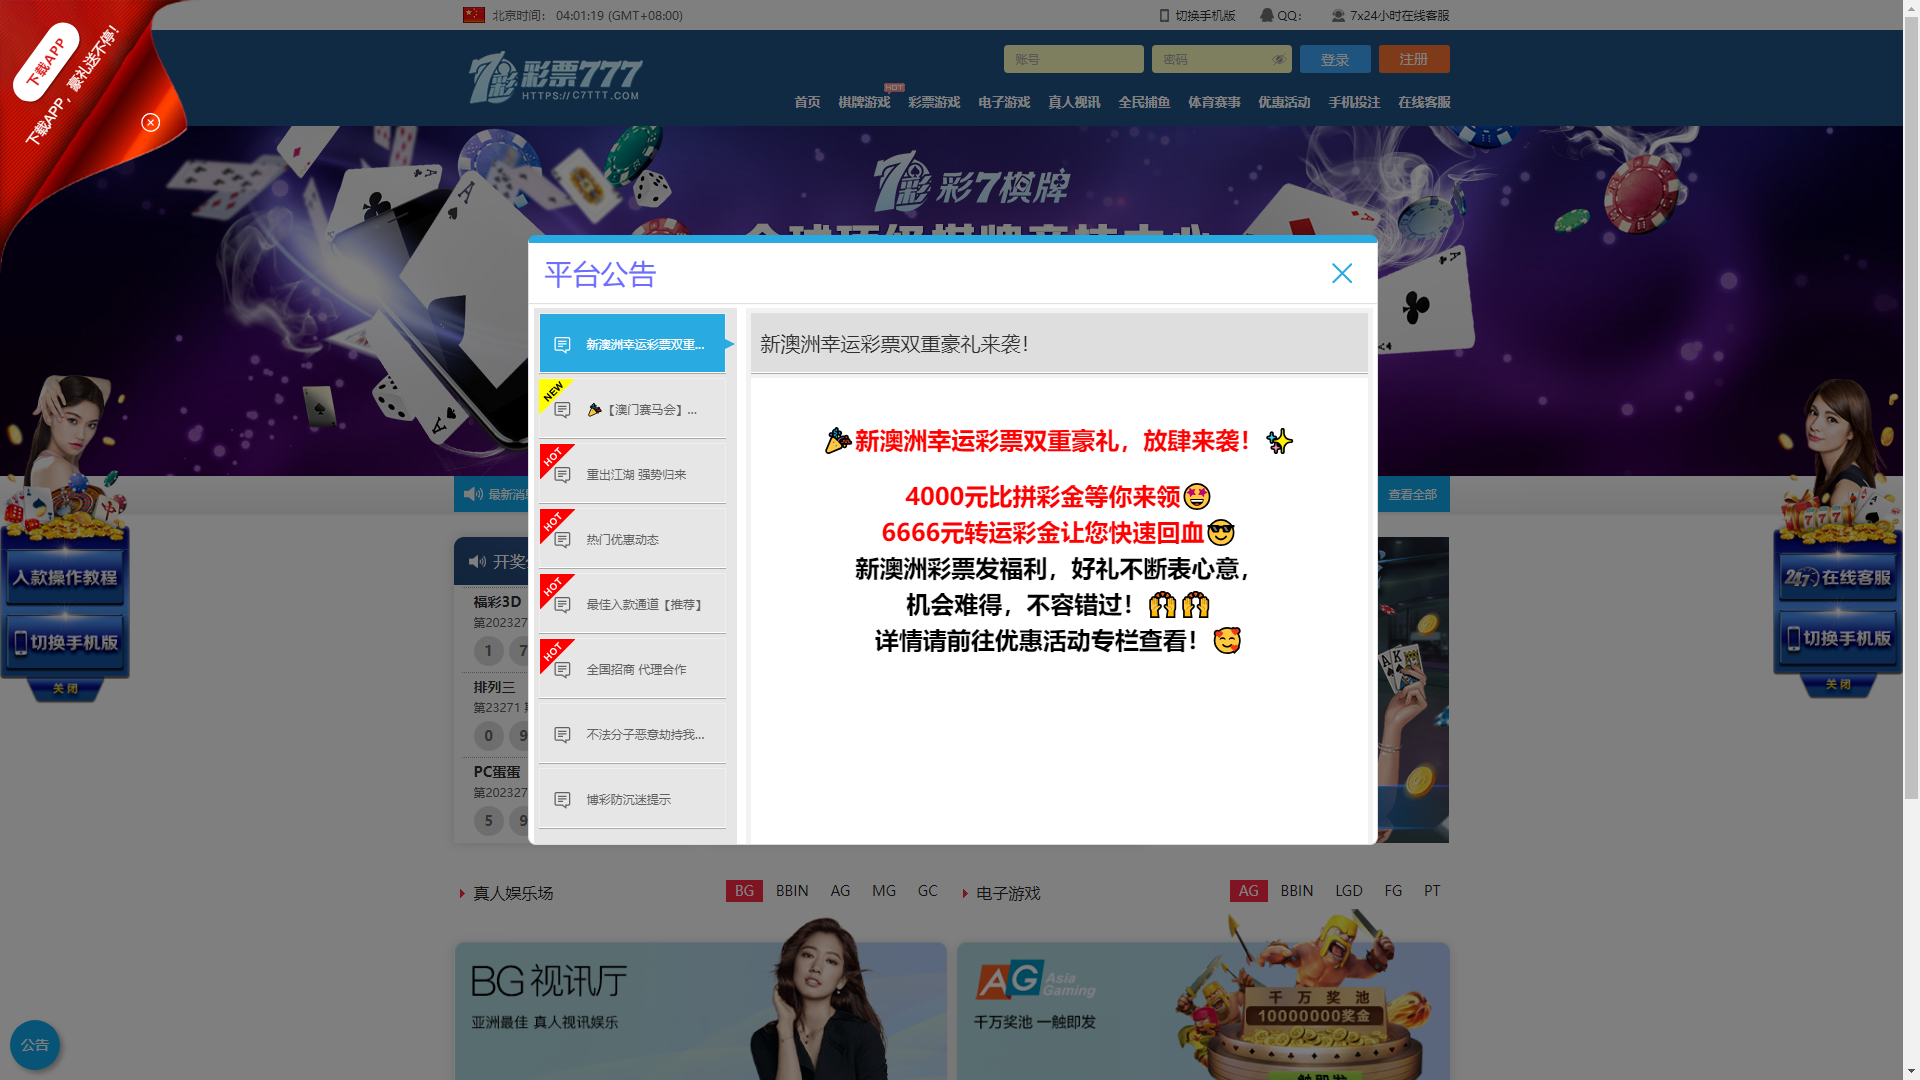 北京时间： 04:01:19 (GMT+08:00)
切换手机版
QQ:
7x24小时在线客服
下载APP
下载APP，豪礼送不停!
7彩 彩票777
HTTPS://C7TTT.COM
账号
密码
登录
注册
首页
棋牌游戏
HOT
彩票游戏
电子游戏
真人视讯
全民捕鱼
体育赛事
优惠活动
手机投注
在线客服
7彩 彩7棋牌
平台公告
新澳洲幸运彩票双重...
NEW
【澳门赛马会】...
HOT
重出江湖 强势归来
HOT
热门优惠动态
HOT
最佳入款通道【推荐】
HOT
全国招商 代理合作
不法分子恶意劫持我...
博彩防沉迷提示
新澳洲幸运彩票双重豪礼来袭！
🎉新澳洲幸运彩票双重豪礼，放肆来袭！✨
4000元比拼彩金等你来领🤩
6666元转运彩金让您快速回血😎
新澳洲彩票发福利，好礼不断表心意，
机会难得，不容错过！🙌🙌
详情请前往优惠活动专栏查看！🥰
最新消
查看全部
开奖
福彩3D
第202327
1 7
排列三
第23271
0 9
PC蛋蛋
第202327
5 9
入款操作教程
切换手机版
关闭
24/7 在线客服
切换手机版
关闭
真人娱乐场
BG
BBIN
AG
MG
GC
电子游戏
AG
BBIN
LGD
FG
PT
BG 视讯厅
亚洲最佳 真人视讯娱乐
AG Asia Gaming
千万奖池 一触即发
千万奖池
10000000奖金
公告